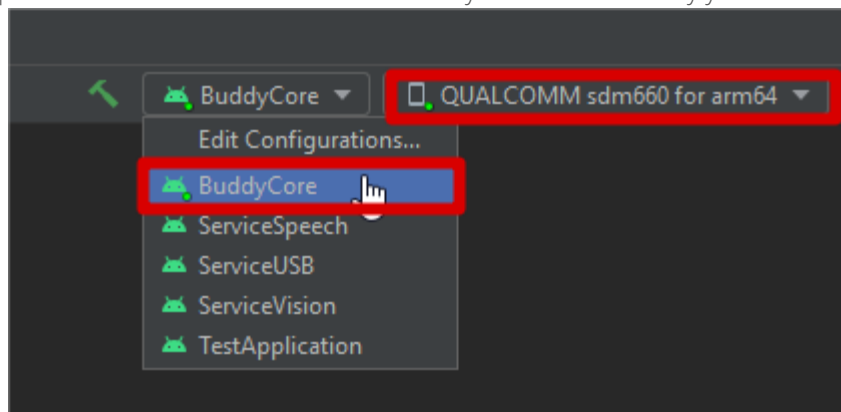 BuddyCore
QUALCOMM sdm660 for arm64
Edit Configurations...
BuddyCore
ServiceSpeech
ServiceUSB
ServiceVision
TestApplication